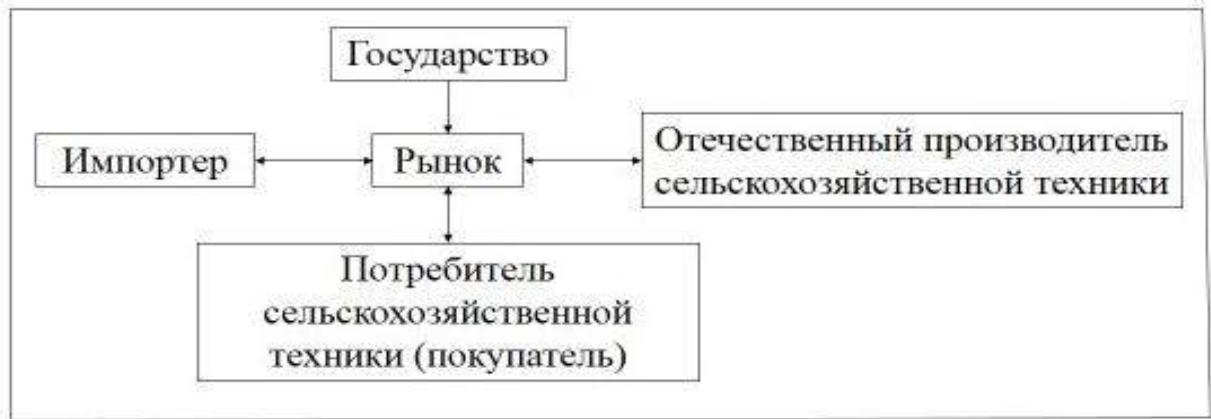 Государство
Импортер
Рынок
Отечественный производитель
сельскохозяйственной техники
Потребитель
сельскохозяйственной
техники (покупатель)